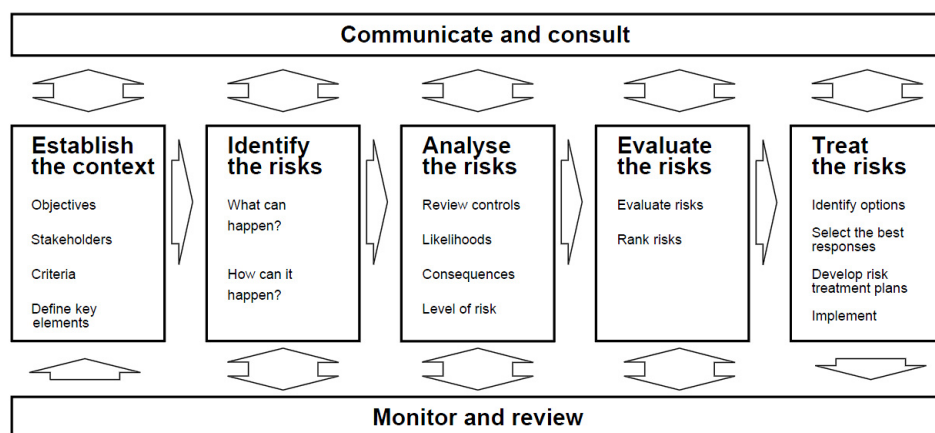 Communicate and consult
Establish
the context
Objectives
Stakeholders
Criteria
Define key
elements
Identify
the risks
What can
happen?
How can it
happen?
Analyse
the risks
Review controls
Likelihoods
Consequences
Level of risk
Evaluate
the risks
Evaluate risks
Rank risks
Treat
the risks
Identify options
Select the best
responses
Develop risk
treatment plans
Implement
Monitor and review